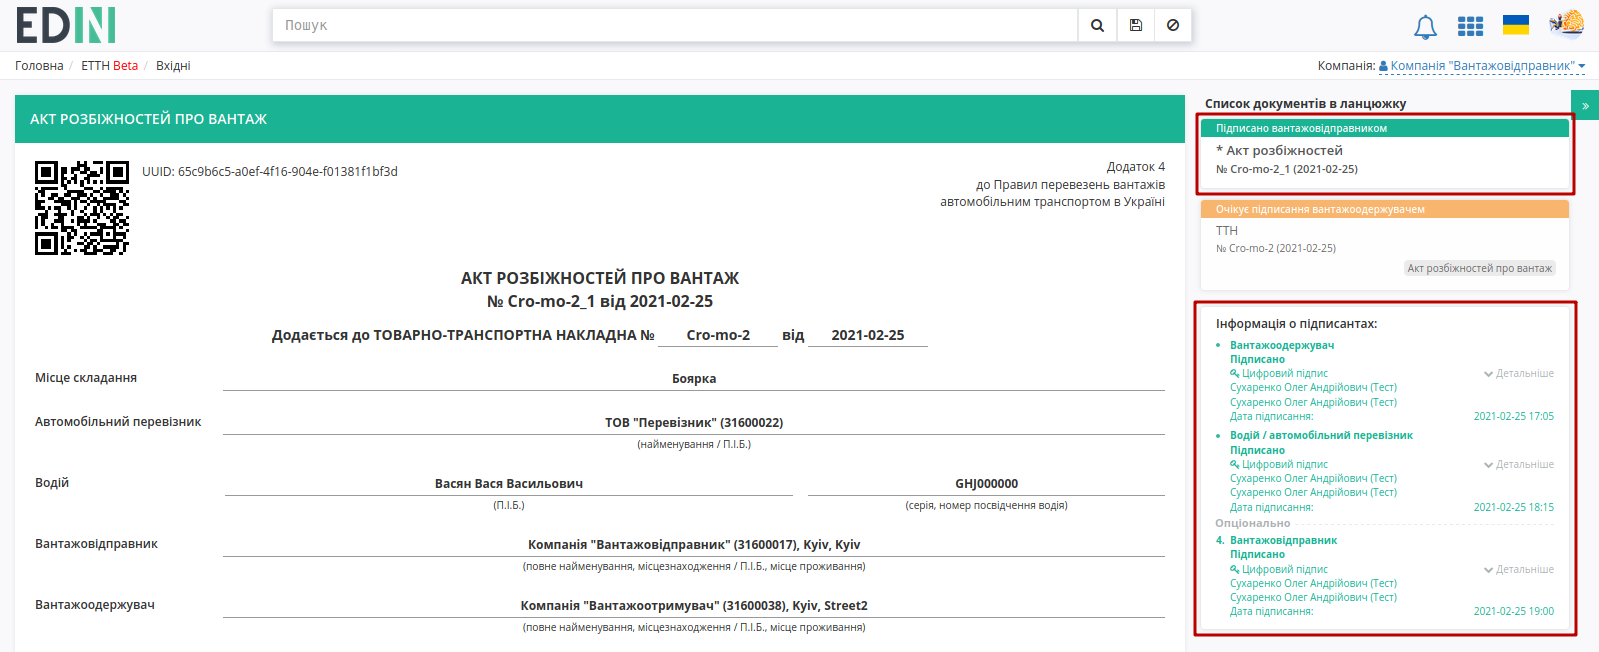 EDIN
Пошук
Головна / ЕТТН Beta / Вхідні
Компанія: Компанія "Вантажовідправник"
АКТ РОЗБІЖНОСТЕЙ ПРО ВАНТАЖ
UUID: 65c9b6c5-a0ef-4f16-904e-f01381f1bf3d
Додаток 4
до Правил перевезень вантажів
автомобільним транспортом в Україні
АКТ РОЗБІЖНОСТЕЙ ПРО ВАНТАЖ
№ Cro-mo-2_1 від 2021-02-25
Додається до ТОВАРНО-ТРАНСПОРТНА НАКЛАДНА № Cro-mo-2 від 2021-02-25
Місце складання Боярка
Автомобільний перевізник ТОВ "Перевізник" (31600022)
(найменування / П.І.Б.)
Водій Васян Вася Васильович GHJ000000
(П.І.Б.) (серія, номер посвідчення водія)
Вантажовідправник Компанія "Вантажовідправник" (31600017), Kyiv, Kyiv
(повне найменування, місцезнаходження / П.І.Б., місце проживання)
Вантажоодержувач Компанія "Вантажоотримувач" (31600038), Kyiv, Street2
(повне найменування, місцезнаходження / П.І.Б., місце проживання)
Список документів в ланцюжку
»
Підписано вантажовідправником
* Акт розбіжностей
№ Cro-mo-2_1 (2021-02-25)
Очікує підписання вантажоодержувачем
ТТН
№ Cro-mo-2 (2021-02-25)
Акт розбіжностей про вантаж
Інформація о підписантах:
• Вантажоодержувач
Підписано
Цифровий підпис Детальніше
Сухаренко Олег Андрійович (Тест)
Сухаренко Олег Андрійович (Тест)
Дата підписання: 2021-02-25 17:05
• Водій / автомобільний перевізник
Підписано
Цифровий підпис Детальніше
Сухаренко Олег Андрійович (Тест)
Сухаренко Олег Андрійович (Тест)
Дата підписання: 2021-02-25 18:15
Опціонально
4. Вантажовідправник
Підписано
Цифровий підпис Детальніше
Сухаренко Олег Андрійович (Тест)
Сухаренко Олег Андрійович (Тест)
Дата підписання: 2021-02-25 19:00